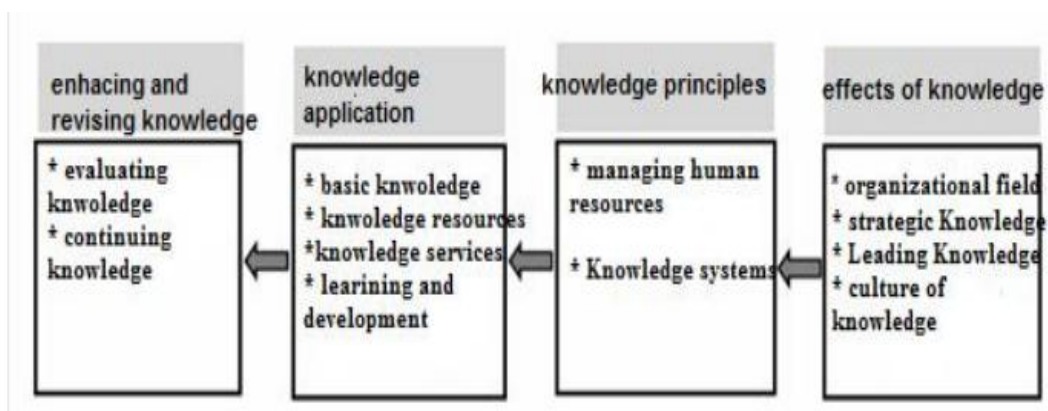 enhacing and
revising knowledge
* evaluating
knwoledge
* continuing
knowledge
knowledge
application
* basic knwoledge
* knwoledge resources
*knowledge services
* learining and
development
knowledge principles
* managing human
resources
* Knowledge systems
effects of knowledge
* organizational field
* strategic Knowledge
* Leading Knowledge
* culture of
knowledge